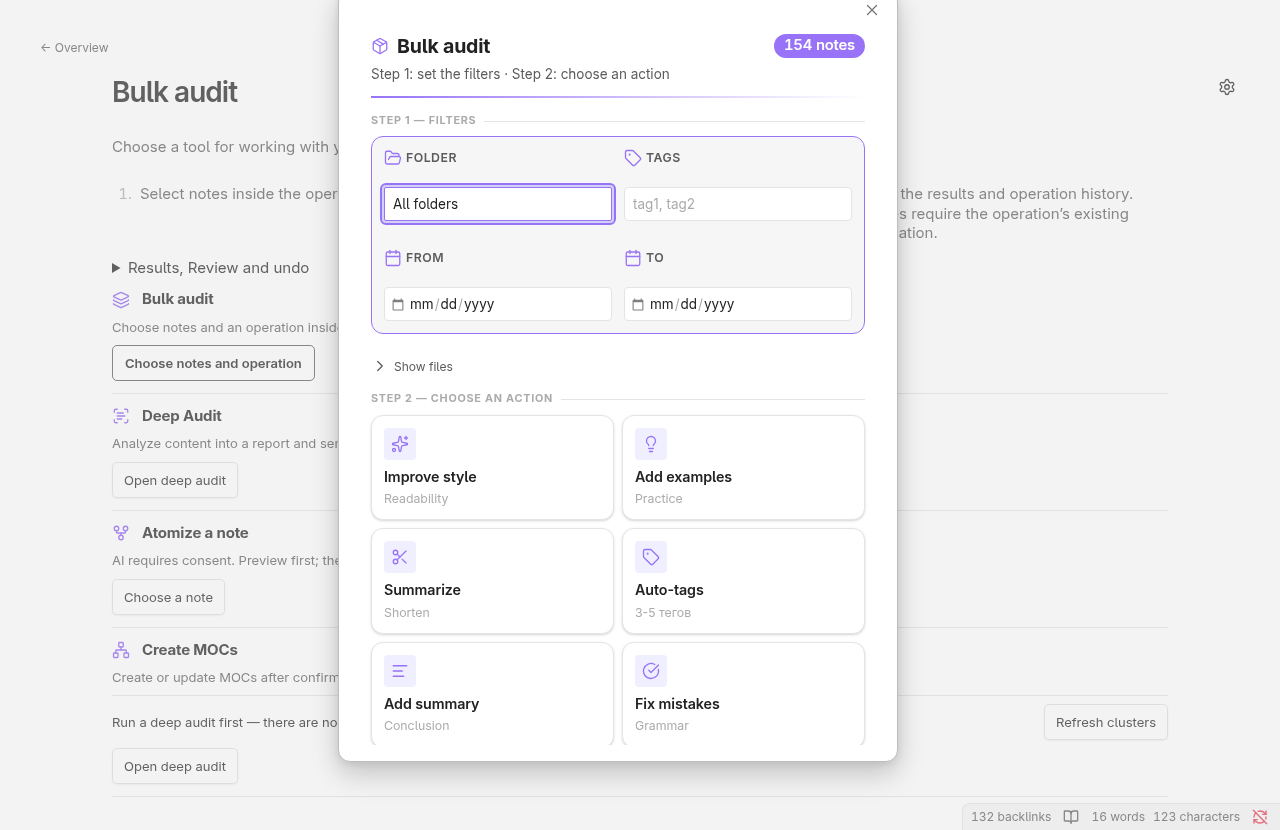 ← Overview
Bulk audit
Choose a tool for working with
1. Select notes inside the
the results and operation history.
require the operation's existing
Results, Review and undo
Bulk audit
Choose notes and an operation
Choose notes and operation
Deep Audit
Analyze content into a report and
Open deep audit
Atomize a note
AI requires consent. Preview first;
Choose a note
Create MOCs
Create or update MOCs after
Run a deep audit first — there are no
Refresh clusters
Open deep audit
Bulk audit
154 notes
Step 1: set the filters · Step 2: choose an action
STEP 1 — FILTERS
FOLDER
TAGS
All folders
tag1, tag2
FROM
TO
mm/dd/yyyy
mm/dd/yyyy
Show files
STEP 2 — CHOOSE AN ACTION
Improve style
Readability
Add examples
Practice
Summarize
Shorten
Auto-tags
3-5 тегов
Add summary
Conclusion
Fix mistakes
Grammar
132 backlinks 16 words 123 characters